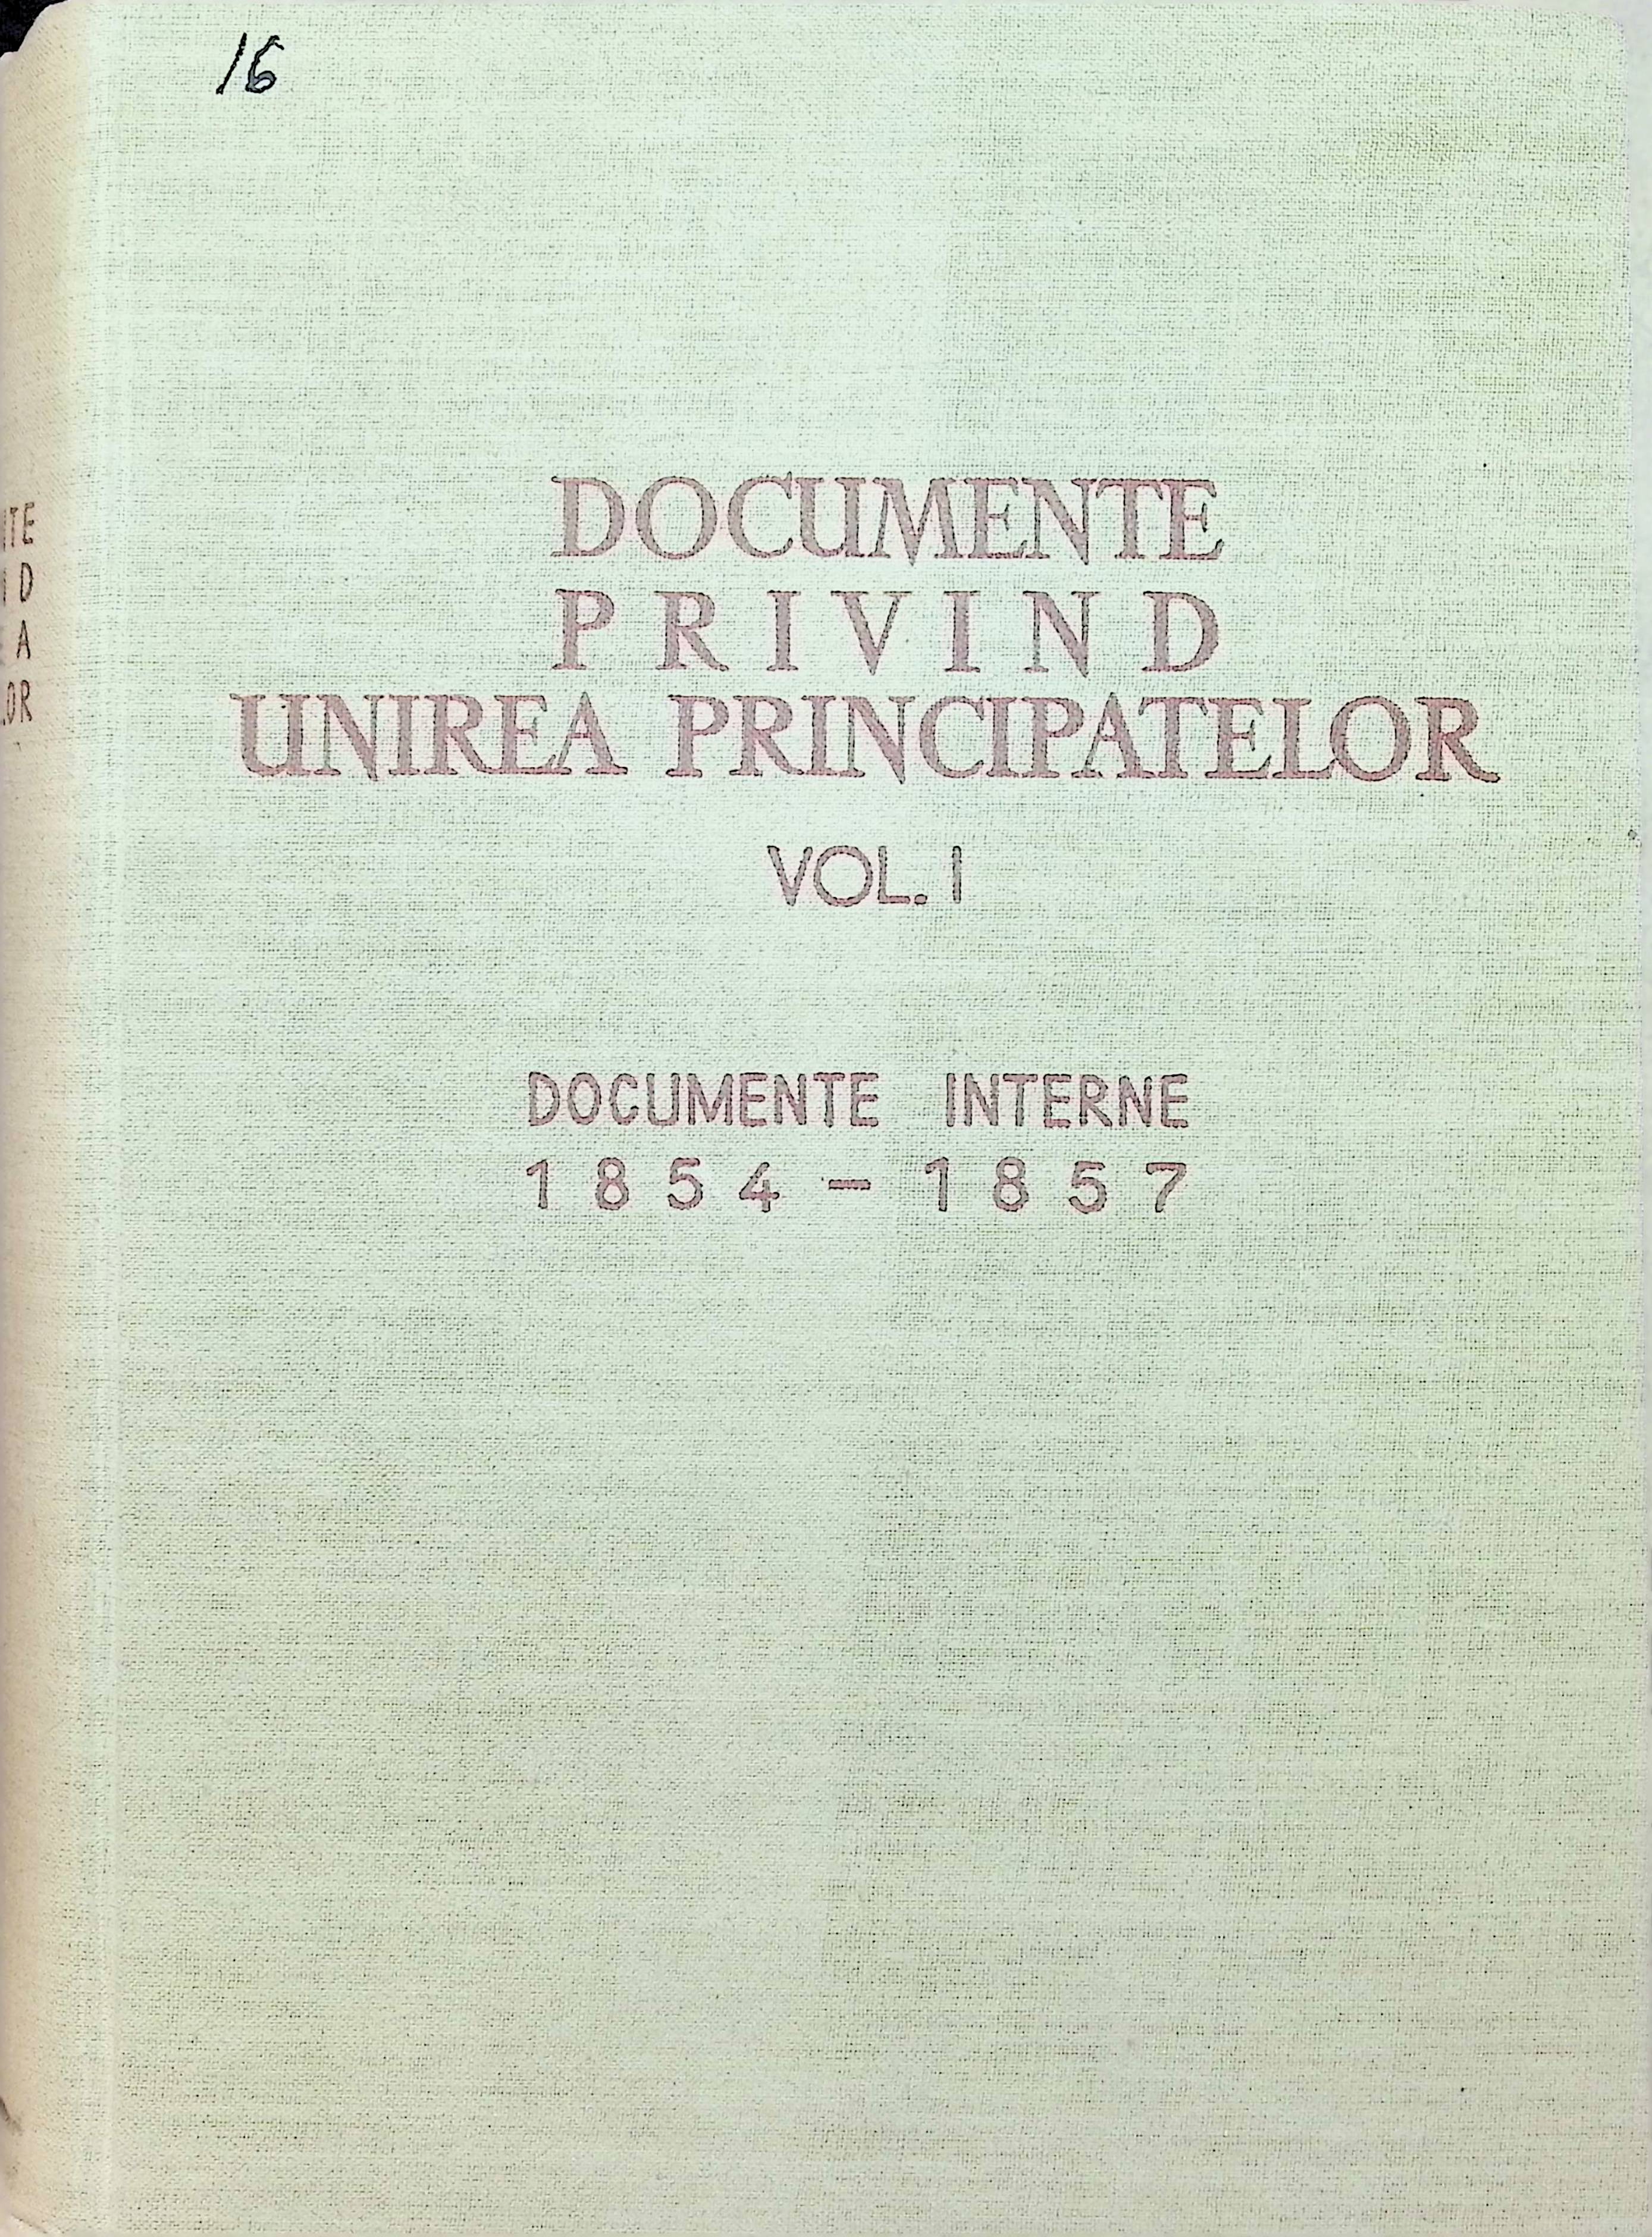 16
DOCUMENTE
PRIVIND
UNIREA PRINCIPATELOR
VOL. I
DOCUMENTE INTERNE
1854-1857